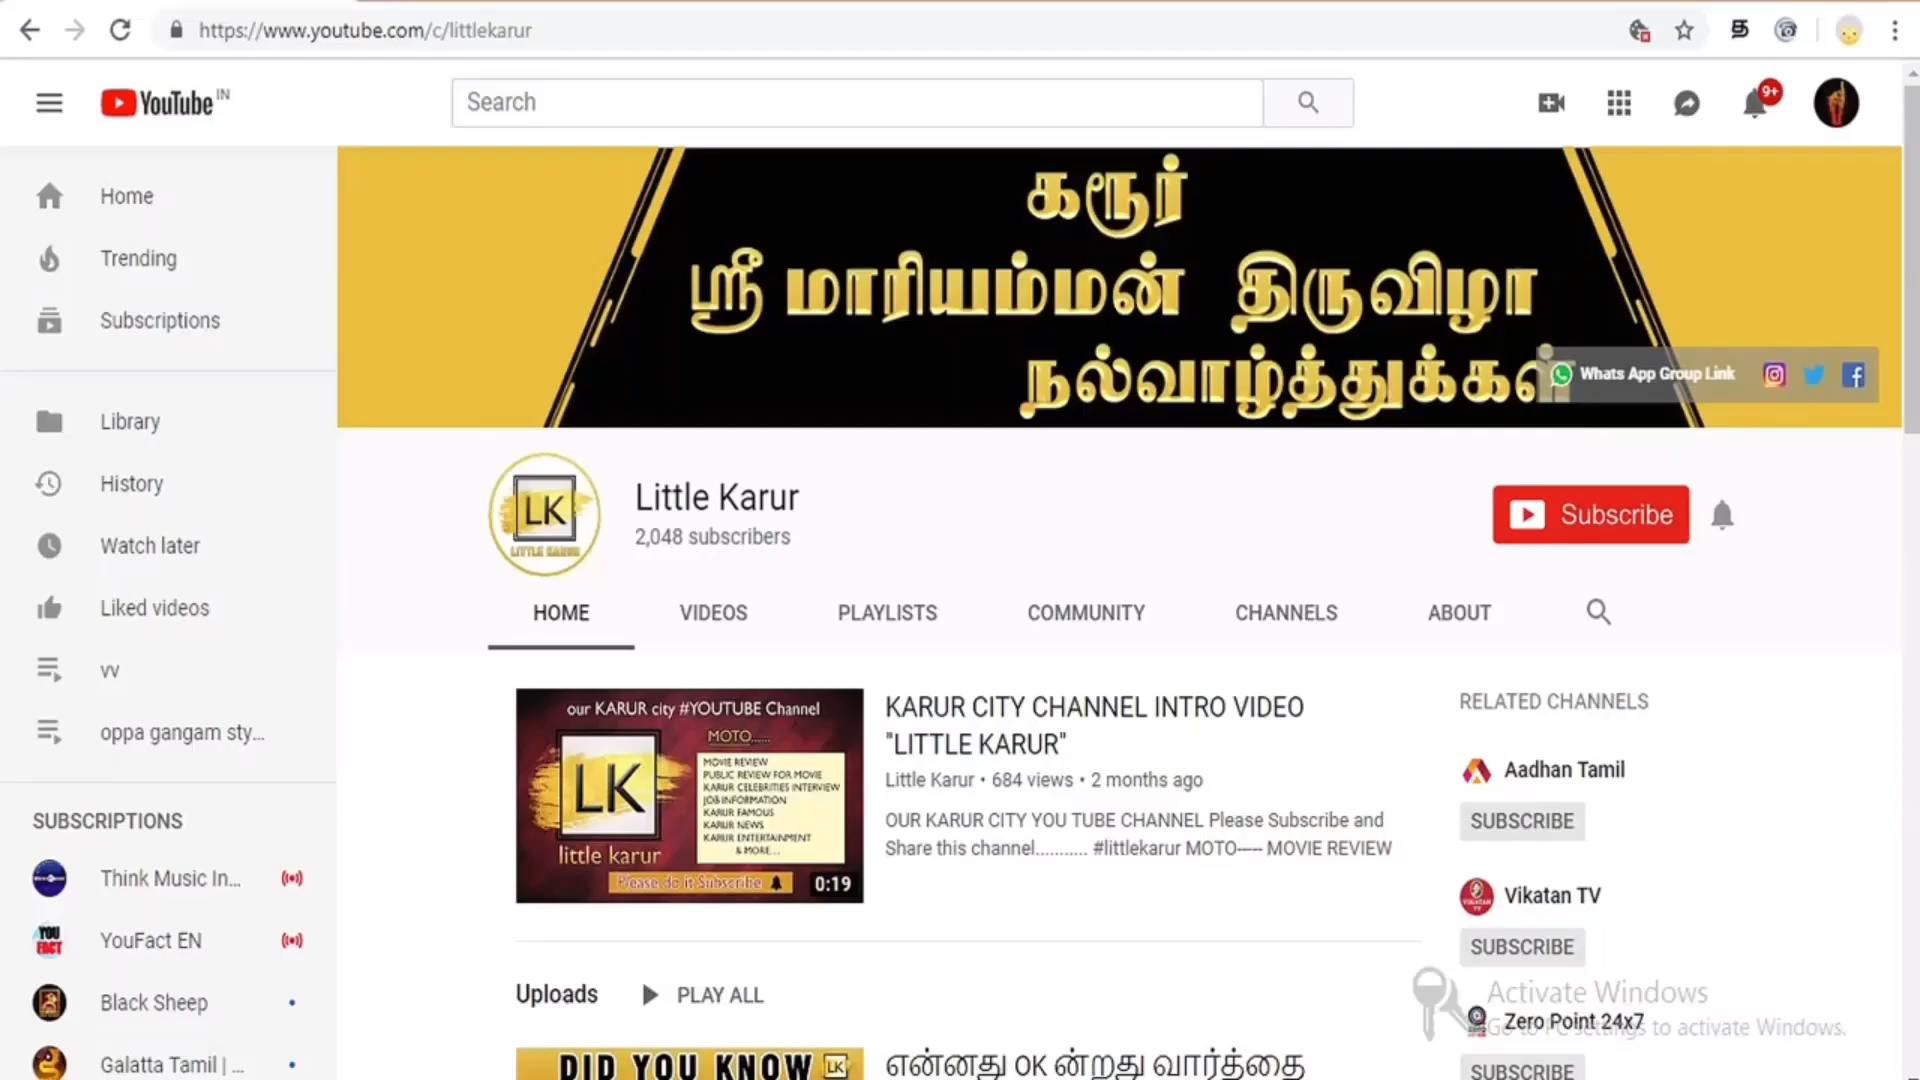 https://www.youtube.com/c/littlekarur
YouTube IN
Search
9+
Home
Trending
Subscriptions
Library
History
Watch later
Liked videos
vv
oppa gangam sty...
SUBSCRIPTIONS
Think Music In...
YouFact EN
Black Sheep
Galatta Tamil | ...
கரூர்
ஸ்ரீ மாரியம்மன் திருவிழா
நல்வாழ்த்துக்கள்
Whats App Group Link
LK
LITTLE KARUR
Little Karur
2,048 subscribers
Subscribe
HOME VIDEOS PLAYLISTS COMMUNITY CHANNELS ABOUT
our KARUR city #YOUTUBE Channel
MOTO......
MOVIE REVIEW
PUBLIC REVIEW FOR MOVIE
KARUR CELEBRITIES INTERVIEW
JOB INFORMATION
KARUR FAMOUS
KARUR NEWS
KARUR ENTERTAINMENT
& MORE...
LK
little karur
Please do it Subscribe
0:19
KARUR CITY CHANNEL INTRO VIDEO
"LITTLE KARUR"
Little Karur • 684 views • 2 months ago
OUR KARUR CITY YOU TUBE CHANNEL Please Subscribe and
Share this channel........... #littlekarur MOTO---- MOVIE REVIEW
RELATED CHANNELS
Aadhan Tamil
SUBSCRIBE
Vikatan TV
SUBSCRIBE
Zero Point 24x7
SUBSCRIBE
Activate Windows
Go to PC settings to activate Windows.
Uploads PLAY ALL
DID YOU KNOW LK
என்னது OK ன்றது வார்த்தை